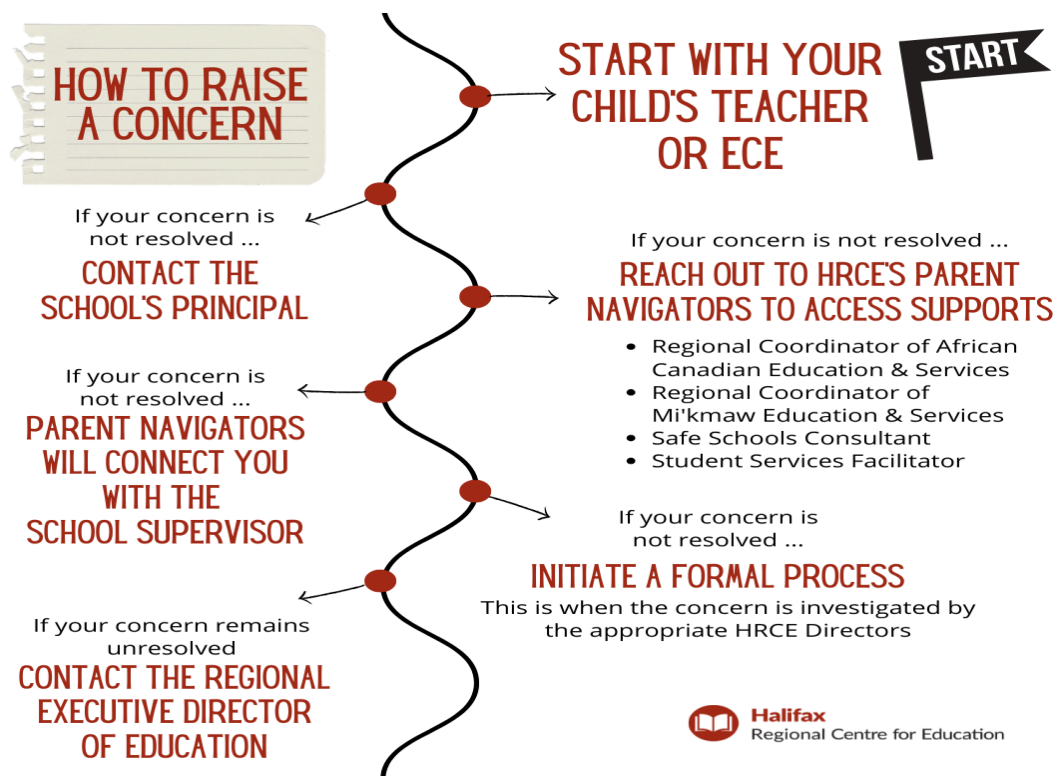 HOW TO RAISE
A CONCERN
START WITH YOUR
CHILD'S TEACHER
OR ECE
START
If your concern is
not resolved ...
CONTACT THE
SCHOOL'S PRINCIPAL
If your concern is not resolved ...
REACH OUT TO HRCE'S PARENT
NAVIGATORS TO ACCESS SUPPORTS
• Regional Coordinator of African
Canadian Education & Services
• Regional Coordinator of
Mi'kmaw Education & Services
• Safe Schools Consultant
• Student Services Facilitator
If your concern is
not resolved ...
PARENT NAVIGATORS
WILL CONNECT YOU
WITH THE
SCHOOL SUPERVISOR
If your concern is
not resolved ...
INITIATE A FORMAL PROCESS
This is when the concern is investigated by
the appropriate HRCE Directors
If your concern remains
unresolved
CONTACT THE REGIONAL
EXECUTIVE DIRECTOR
OF EDUCATION
Halifax
Regional Centre for Education